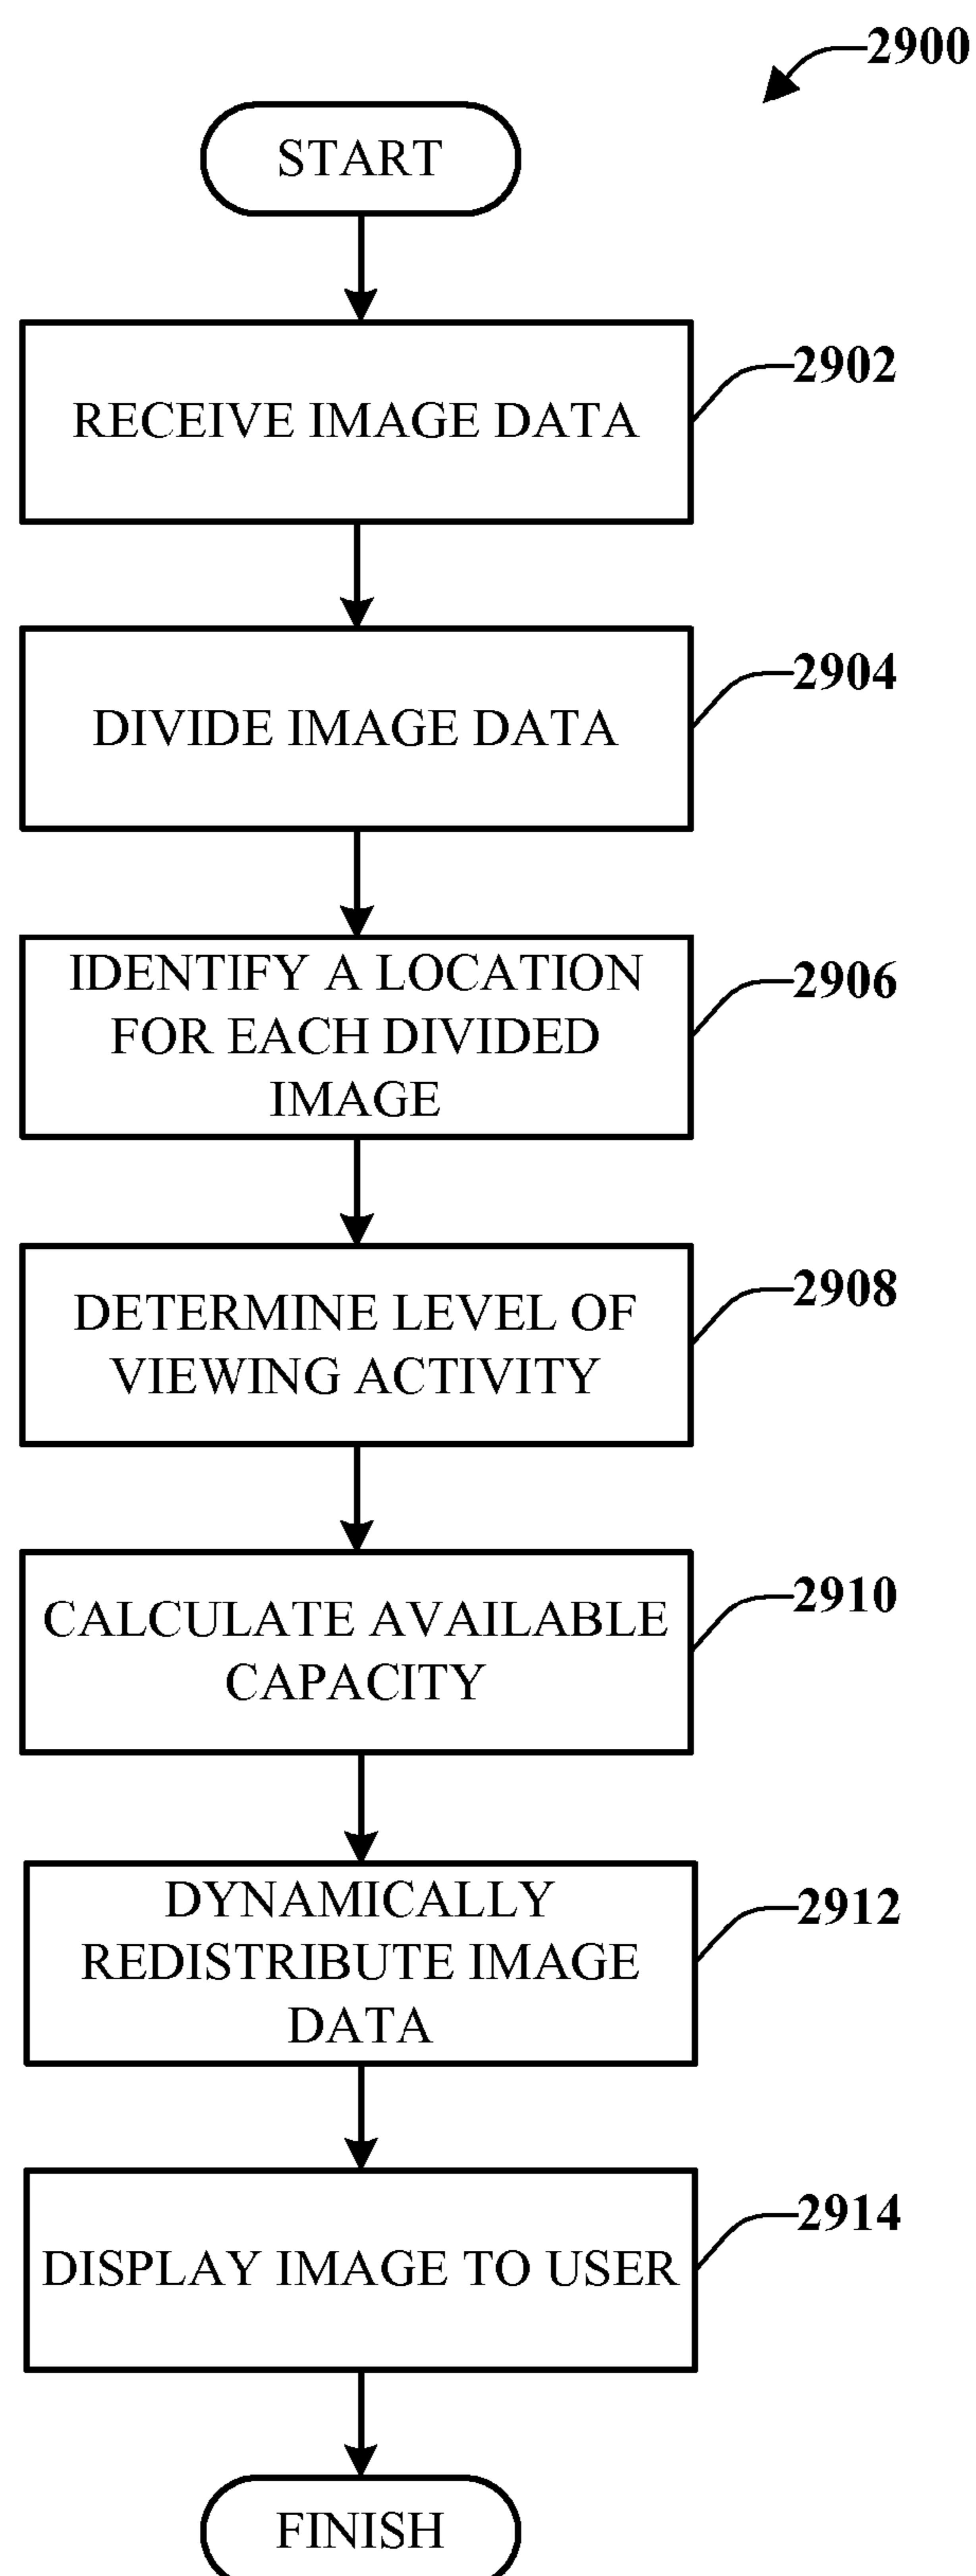 2900
START
RECEIVE IMAGE DATA
2902
DIVIDE IMAGE DATA
2904
IDENTIFY A LOCATION
FOR EACH DIVIDED
IMAGE
2906
DETERMINE LEVEL OF
VIEWING ACTIVITY
2908
CALCULATE AVAILABLE
CAPACITY
2910
DYNAMICALLY
REDISTRIBUTE IMAGE
DATA
2912
DISPLAY IMAGE TO USER
2914
FINISH